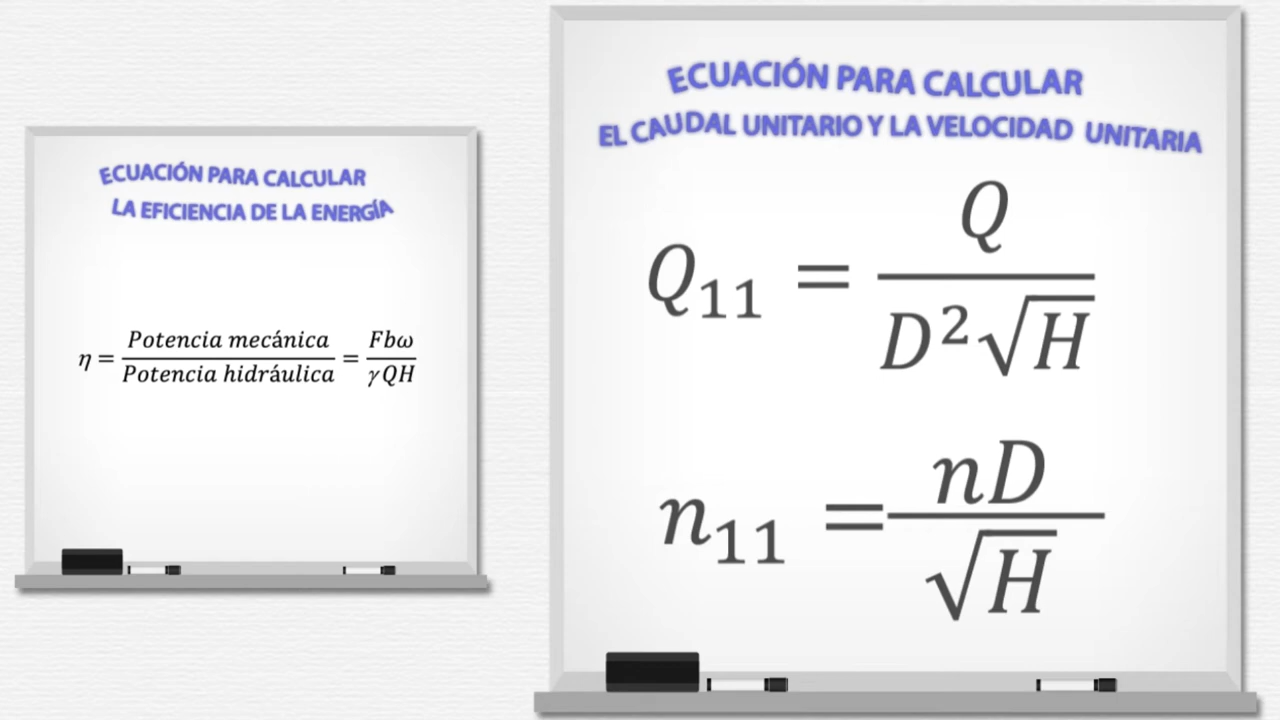 ECUACIÓN PARA CALCULAR
LA EFICIENCIA DE LA ENERGÍA
η = Potencia mecánica / Potencia hidráulica = Fbω / γQH
ECUACIÓN PARA CALCULAR
EL CAUDAL UNITARIO Y LA VELOCIDAD UNITARIA
Q₁₁ = Q / D²√H
n₁₁ = nD / √H